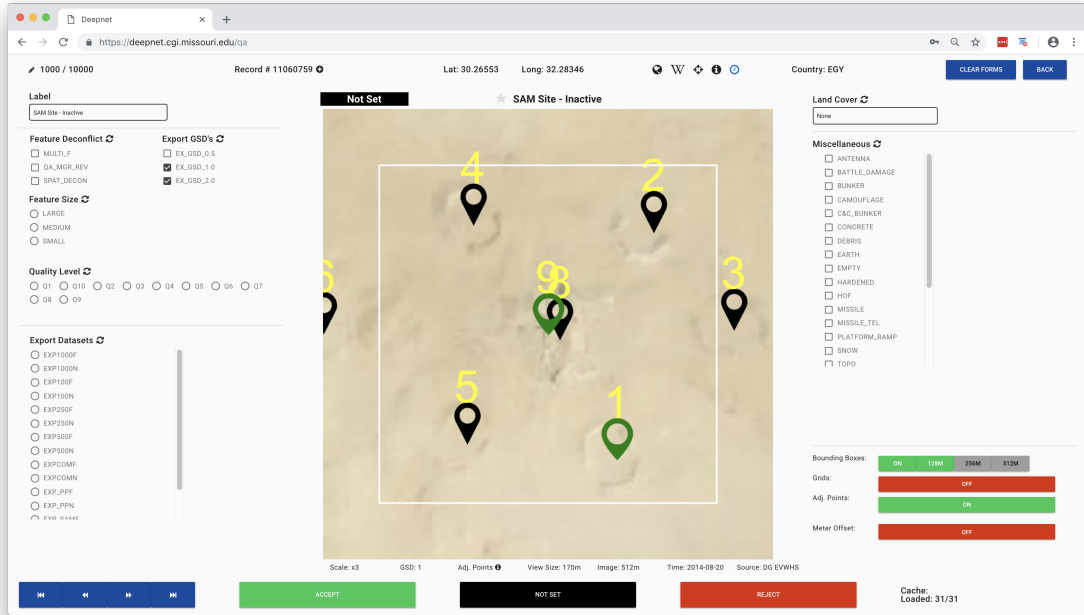 Deepnet
https://deepnet.cgi.missouri.edu/qa
1000 / 10000
Record # 11060759
Lat: 30.26553
Long: 32.28346
W
Country: EGY
CLEAR FORMS
BACK
Label
SAM Site - Inactive
Feature Deconflict
MULTI_F
QA_MGR_REV
SPAT_DECON
Export GSD's
EX_GSD_0.5
EX_GSD_1.0
EX_GSD_2.0
Feature Size
LARGE
MEDIUM
SMALL
Quality Level
Q1 Q10 Q2 Q3 Q4 Q5 Q6 Q7
Q8 Q9
Export Datasets
EXP1000F
EXP1000N
EXP100F
EXP100N
EXP250F
EXP250N
EXP500F
EXP500N
EXPCOMF
EXPCOMN
EXP_PPF
EXP_PPN
EXP_SAME
Not Set
SAM Site - Inactive
4
2
6
9
8
3
5
1
Scale: x3
GSD: 1
Adj. Points
View Size: 170m
Image: 512m
Time: 2014-08-20
Source: DG EVWHS
Land Cover
None
Miscellaneous
ANTENNA
BATTLE_DAMAGE
BUNKER
CAMOUFLAGE
C&C_BUNKER
CONCRETE
DEBRIS
EARTH
EMPTY
HARDENED
HOF
MISSILE
MISSILE_TEL
PLATFORM_RAMP
SNOW
TOPO
Bounding Boxes:
ON 128M 256M 512M
Grids:
OFF
Adj. Points:
ON
Meter Offset:
OFF
ACCEPT
NOT SET
REJECT
Cache:
Loaded: 31/31